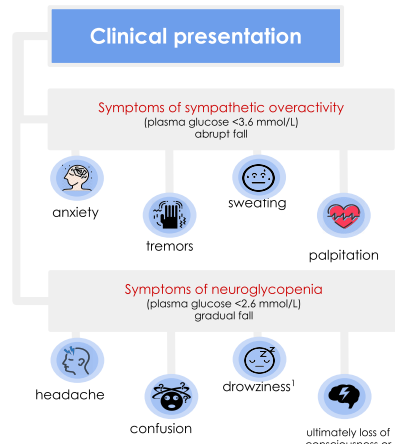 Clinical presentation
Symptoms of sympathetic overactivity
(plasma glucose <3.6 mmol/L)
abrupt fall
anxiety
tremors
sweating
palpitation
Symptoms of neuroglycopenia
(plasma glucose <2.6 mmol/L)
gradual fall
headache
confusion
drowziness¹
ultimately loss of
consciousness or